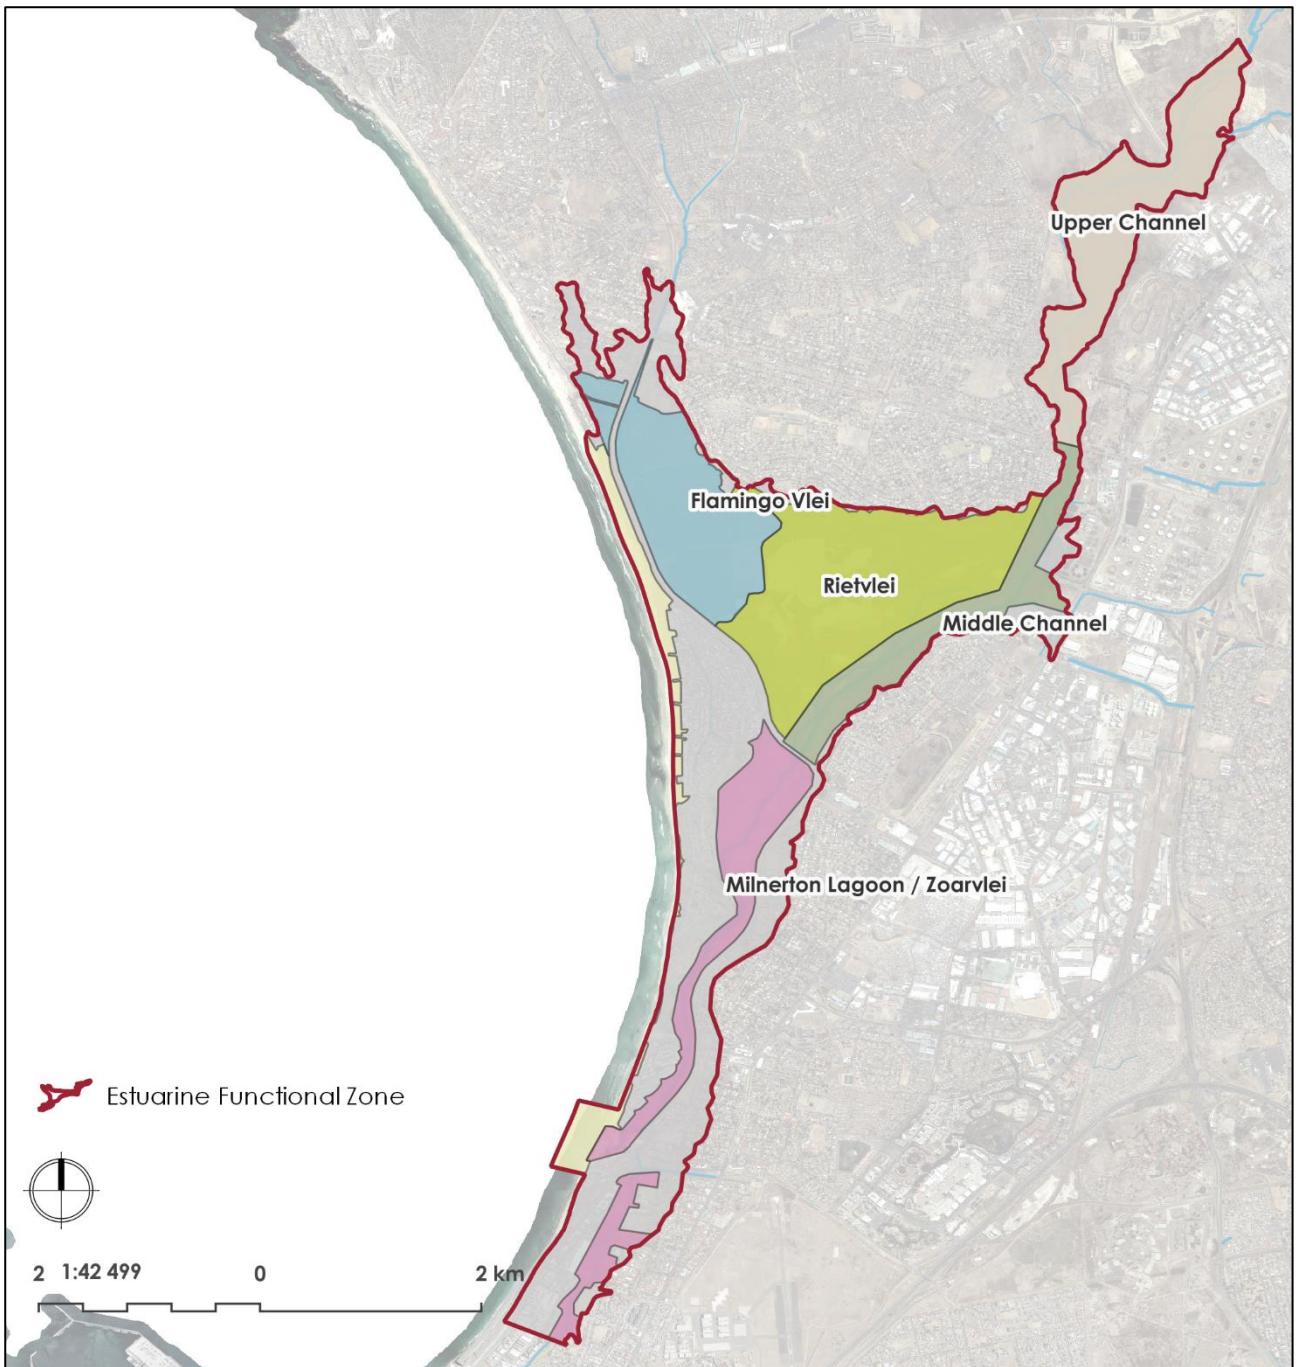 Upper Channel
Flamingo Vlei
Rietvlei
Middle Channel
Milnerton Lagoon / Zoarvlei
Estuarine Functional Zone
2 1:42 499 0 2 km